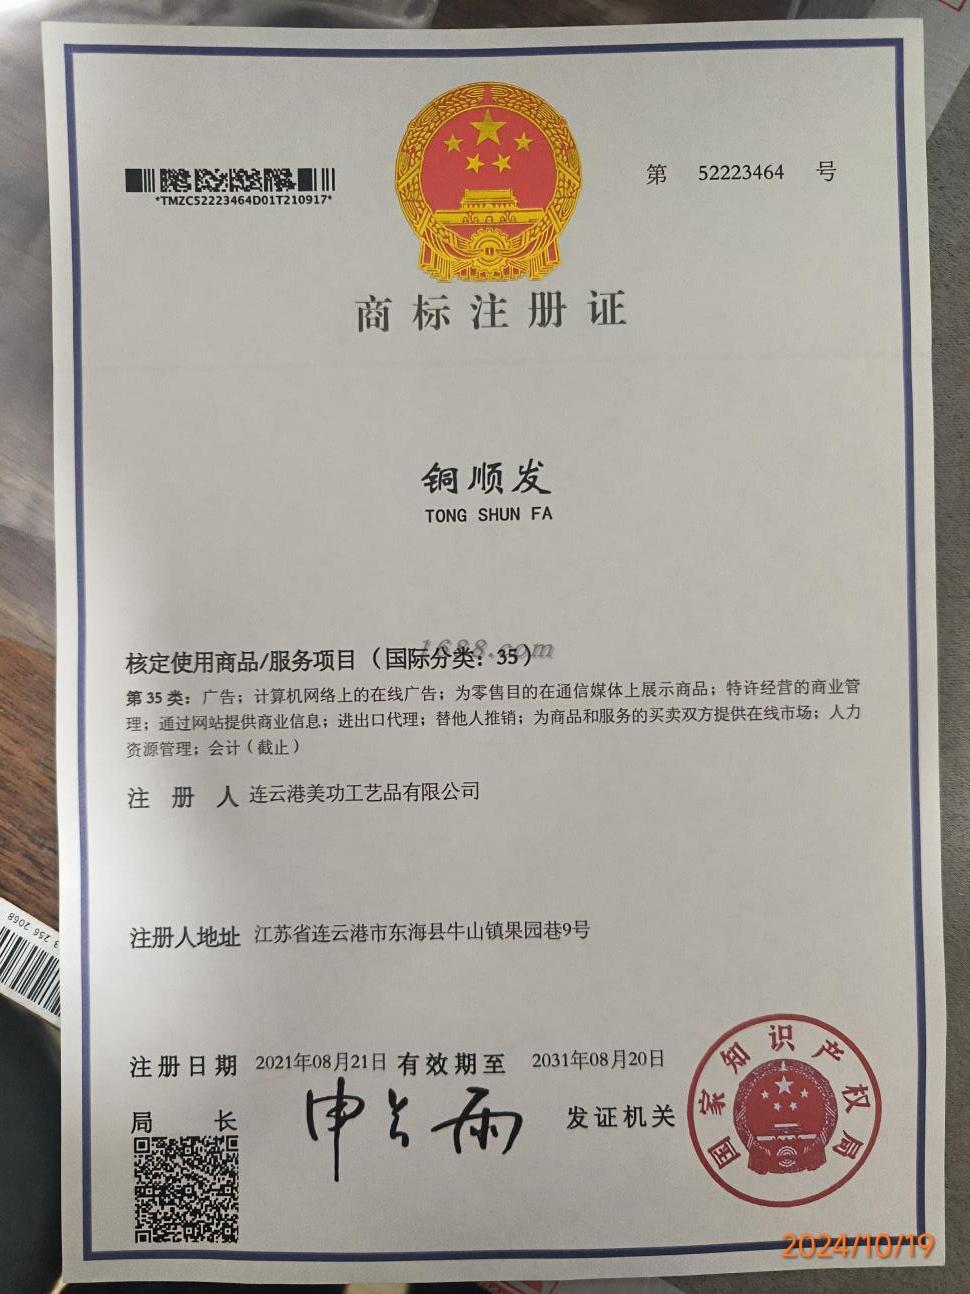 *TMZC52223464D01T210917*
第 52223464 号
商标注册证
铜顺发
TONG SHUN FA
1688.com
核定使用商品/服务项目（国际分类：35）
第35类：广告；计算机网络上的在线广告；为零售目的在通信媒体上展示商品；特许经营的商业管
理；通过网站提供商业信息；进出口代理；替他人推销；为商品和服务的买卖双方提供在线市场；人力
资源管理；会计（截止）
注册人 连云港美功工艺品有限公司
注册人地址 江苏省连云港市东海县牛山镇果园巷9号
注册日期 2021年08月21日 有效期至 2031年08月20日
局长 申长雨 发证机关
国家知识产权局
3 256 2068
2024/10/19